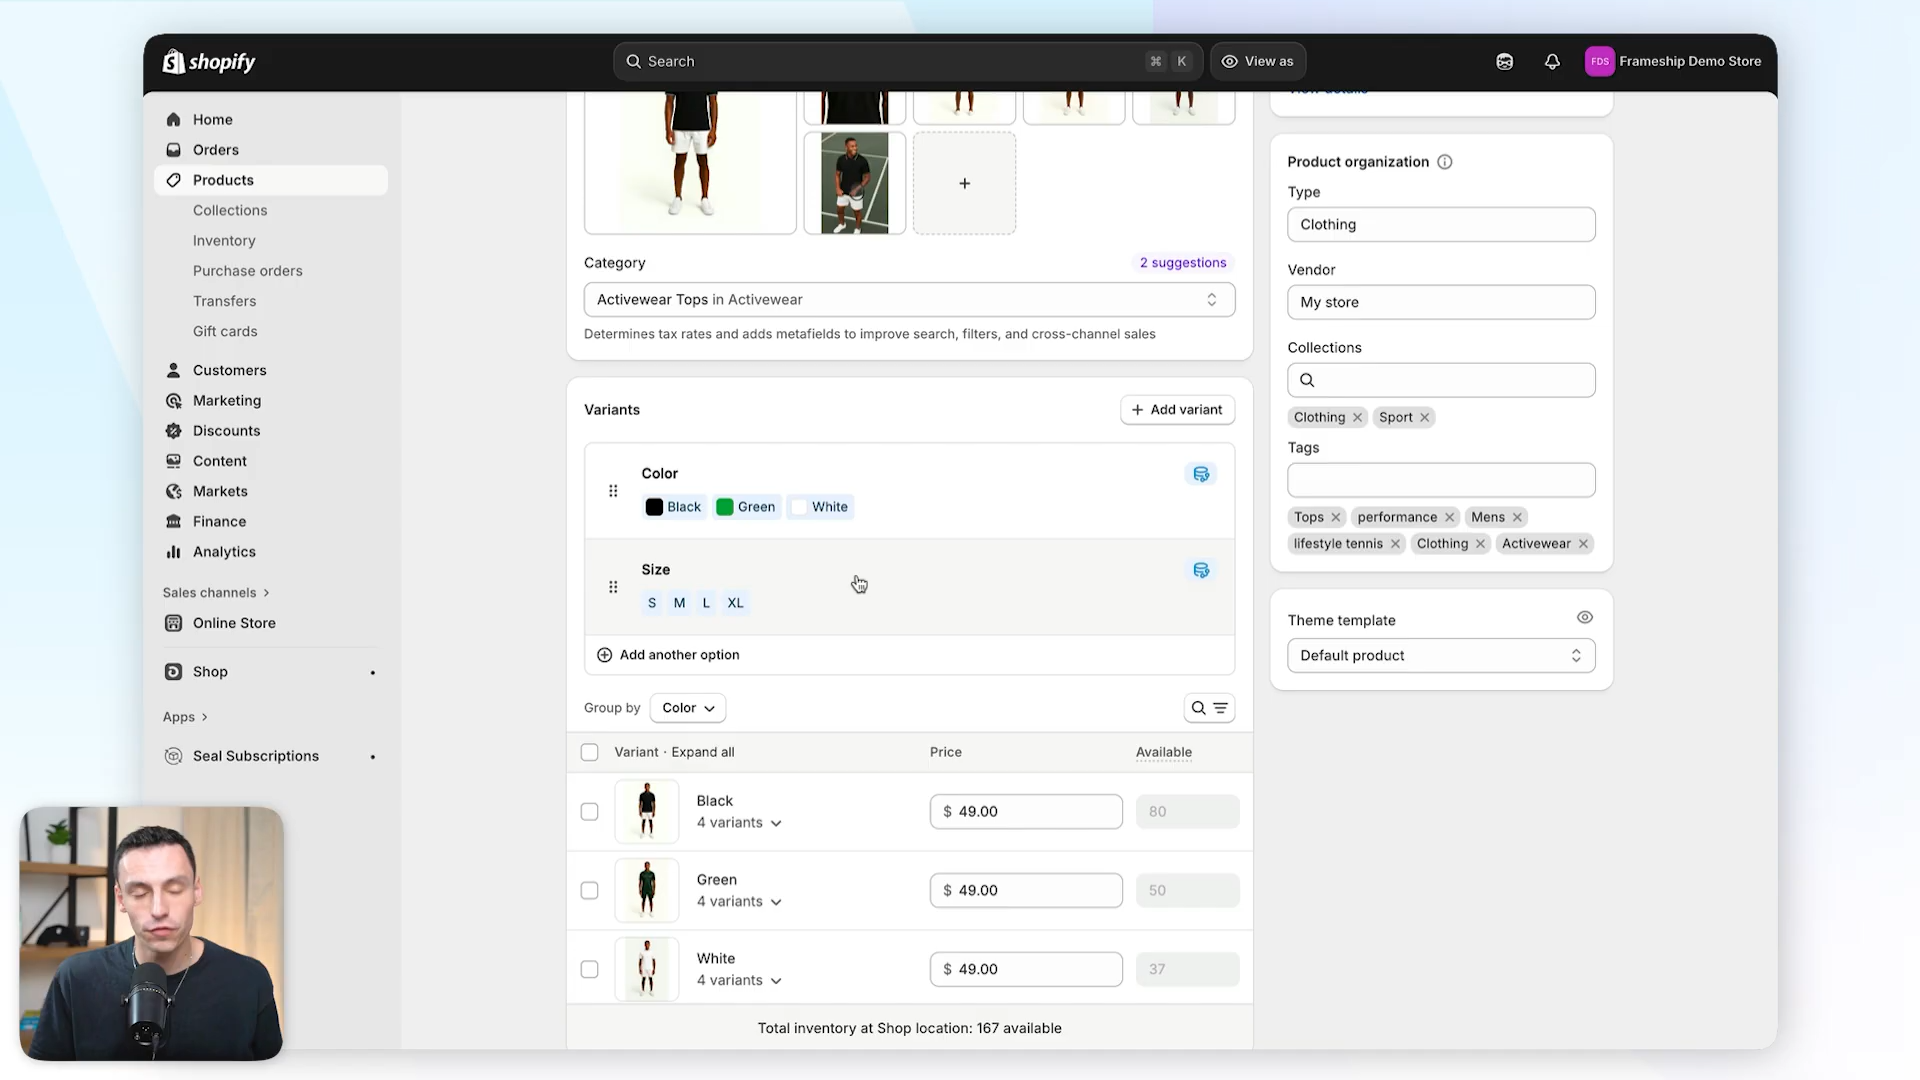 shopify
Search
⌘ K
View as
FDS
Frameship Demo Store
Home
Orders
Products
Collections
Inventory
Purchase orders
Transfers
Gift cards
Customers
Marketing
Discounts
Content
Markets
Finance
Analytics
Sales channels
Online Store
Shop
Apps
Seal Subscriptions
Category
2 suggestions
Activewear Tops in Activewear
Determines tax rates and adds metafields to improve search, filters, and cross-channel sales
Variants
Add variant
Color
Black Green White
Size
S M L XL
Add another option
Group by Color
Variant · Expand all Price Available
Black
4 variants
$ 49.00
80
Green
4 variants
$ 49.00
50
White
4 variants
$ 49.00
37
Total inventory at Shop location: 167 available
View details
Product organization
Type
Clothing
Vendor
My store
Collections
Clothing Sport
Tags
Tops performance Mens
lifestyle tennis Clothing Activewear
Theme template
Default product